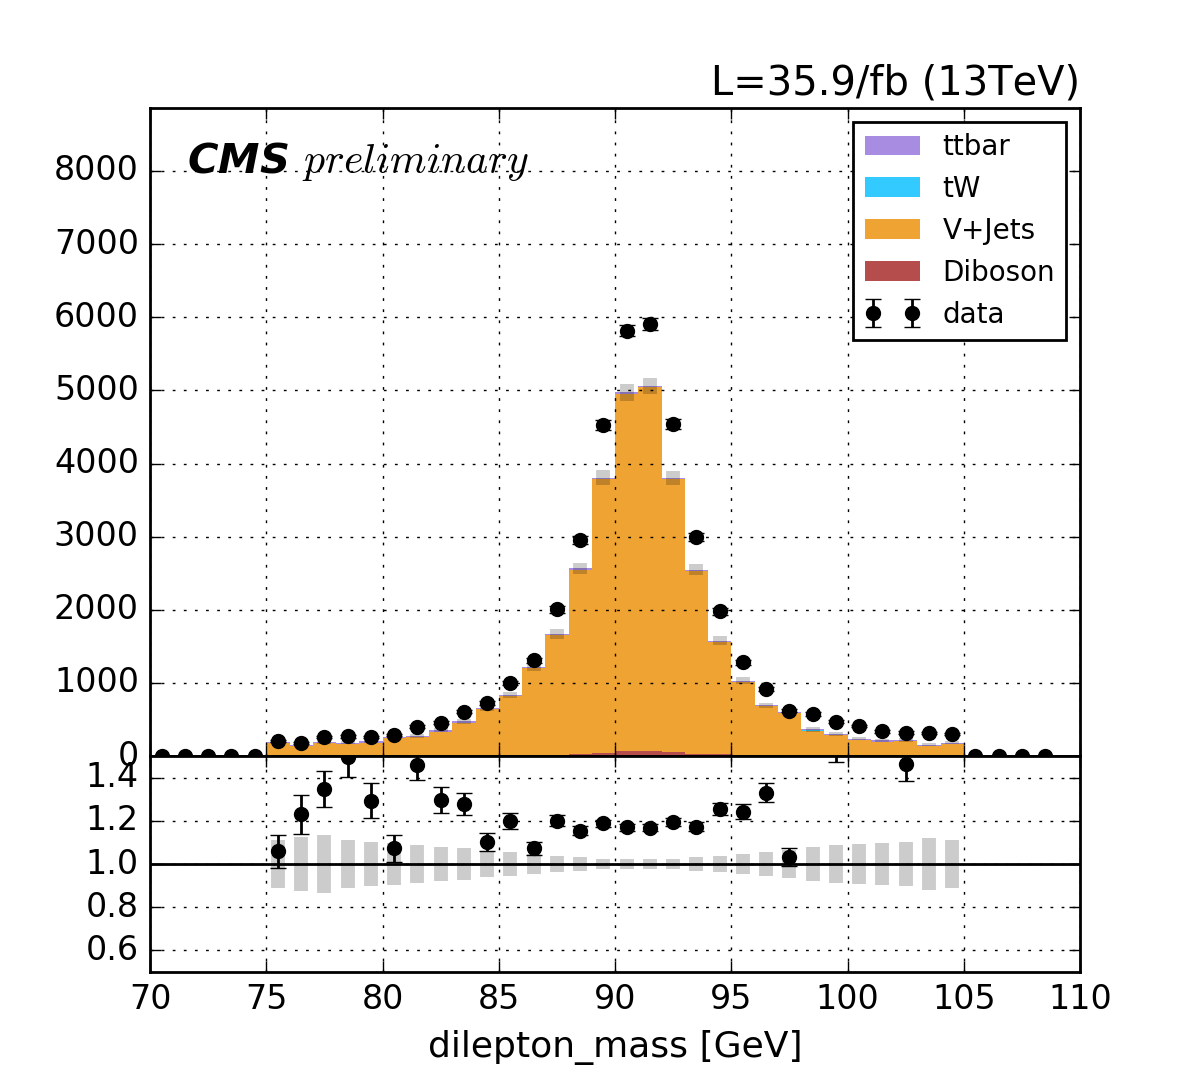 L=35.9/fb (13TeV)
CMS preliminary
ttbar
tW
V+Jets
Diboson
data
8000
7000
6000
5000
4000
3000
2000
1000
0
1.4
1.2
1.0
0.8
0.6
70 75 80 85 90 95 100 105 110
dilepton_mass [GeV]